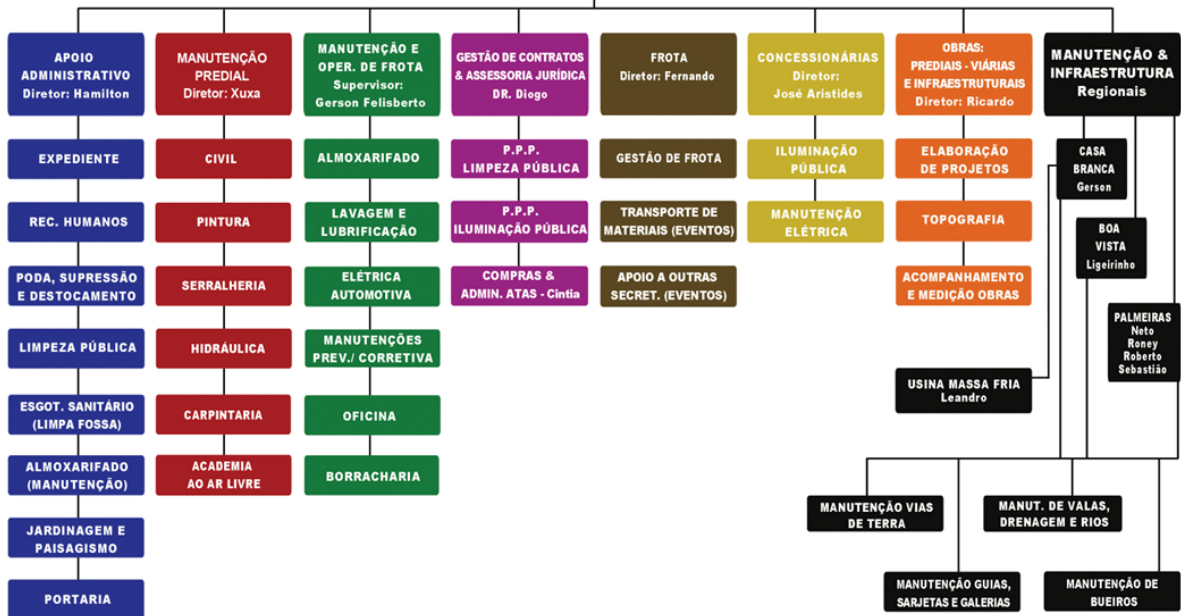 APOIO
ADMINISTRATIVO
Diretor: Hamilton
EXPEDIENTE
REC. HUMANOS
PODA, SUPRESSÃO
E DESTOCAMENTO
LIMPEZA PÚBLICA
ESGOT. SANITÁRIO
(LIMPA FOSSA)
ALMOXARIFADO
(MANUTENÇÃO)
JARDINAGEM E
PAISAGISMO
PORTARIA
MANUTENÇÃO
PREDIAL
Diretor: Xuxa
CIVIL
PINTURA
SERRALHERIA
HIDRÁULICA
CARPINTARIA
ACADEMIA
AO AR LIVRE
MANUTENÇÃO E
OPER. DE FROTA
Supervisor:
Gerson Felisberto
ALMOXARIFADO
LAVAGEM E
LUBRIFICAÇÃO
ELÉTRICA
AUTOMOTIVA
MANUTENÇÕES
PREV./ CORRETIVA
OFICINA
BORRACHARIA
GESTÃO DE CONTRATOS
& ASSESSORIA JURÍDICA
DR. Diogo
P.P.P.
LIMPEZA PÚBLICA
P.P.P.
ILUMINAÇÃO PÚBLICA
COMPRAS &
ADMIN. ATAS - Cintia
FROTA
Diretor: Fernando
GESTÃO DE FROTA
TRANSPORTE DE
MATERIAIS (EVENTOS)
APOIO A OUTRAS
SECRET. (EVENTOS)
CONCESSIONÁRIAS
Diretor:
José Aristides
ILUMINAÇÃO
PÚBLICA
MANUTENÇÃO
ELÉTRICA
OBRAS:
PREDIAIS - VIÁRIAS
E INFRAESTRUTURAIS
Diretor: Ricardo
ELABORAÇÃO
DE PROJETOS
TOPOGRAFIA
ACOMPANHAMENTO
E MEDIÇÃO OBRAS
MANUTENÇÃO &
INFRAESTRUTURA
Regionais
CASA
BRANCA
Gerson
BOA
VISTA
Ligeirinho
PALMEIRAS
Neto
Roney
Roberto
Sebastião
USINA MASSA FRIA
Leandro
MANUTENÇÃO VIAS
DE TERRA
MANUT. DE VALAS,
DRENAGEM E RIOS
MANUTENÇÃO GUIAS,
SARJETAS E GALERIAS
MANUTENÇÃO DE
BUEIROS